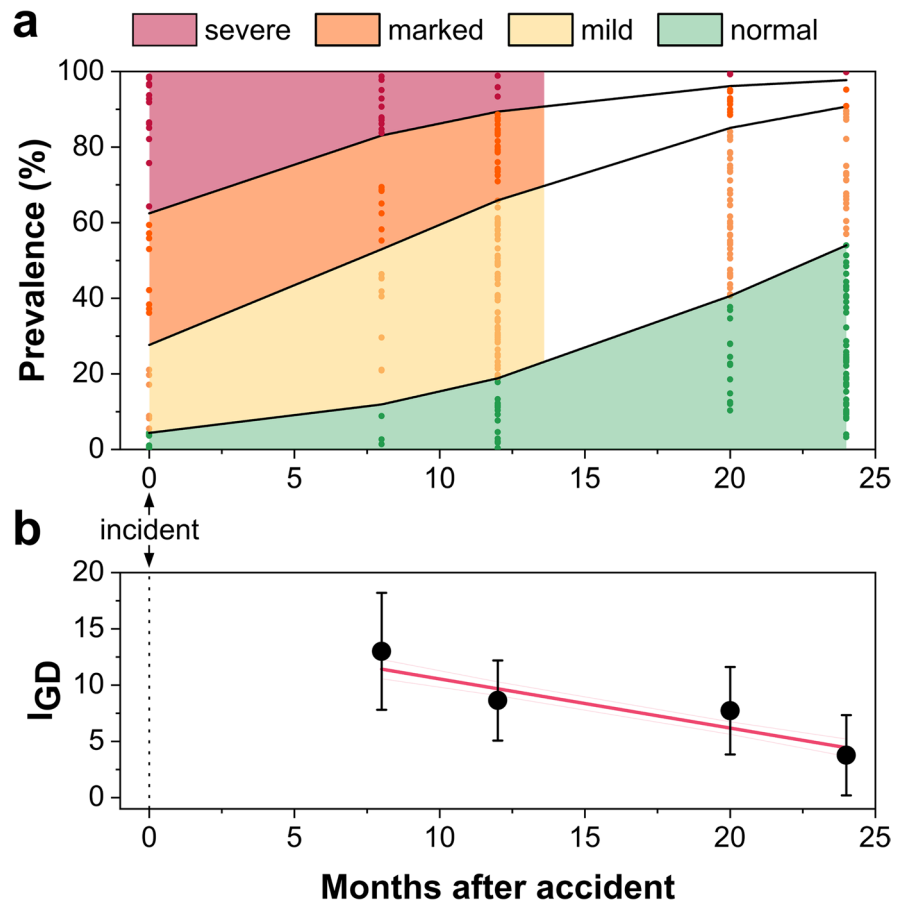 a
severe marked mild normal
100
80
60
40
20
0
Prevalence (%)
0 5 10 15 20 25
incident
b
20
15
10
5
0
IGD
0 5 10 15 20 25
Months after accident